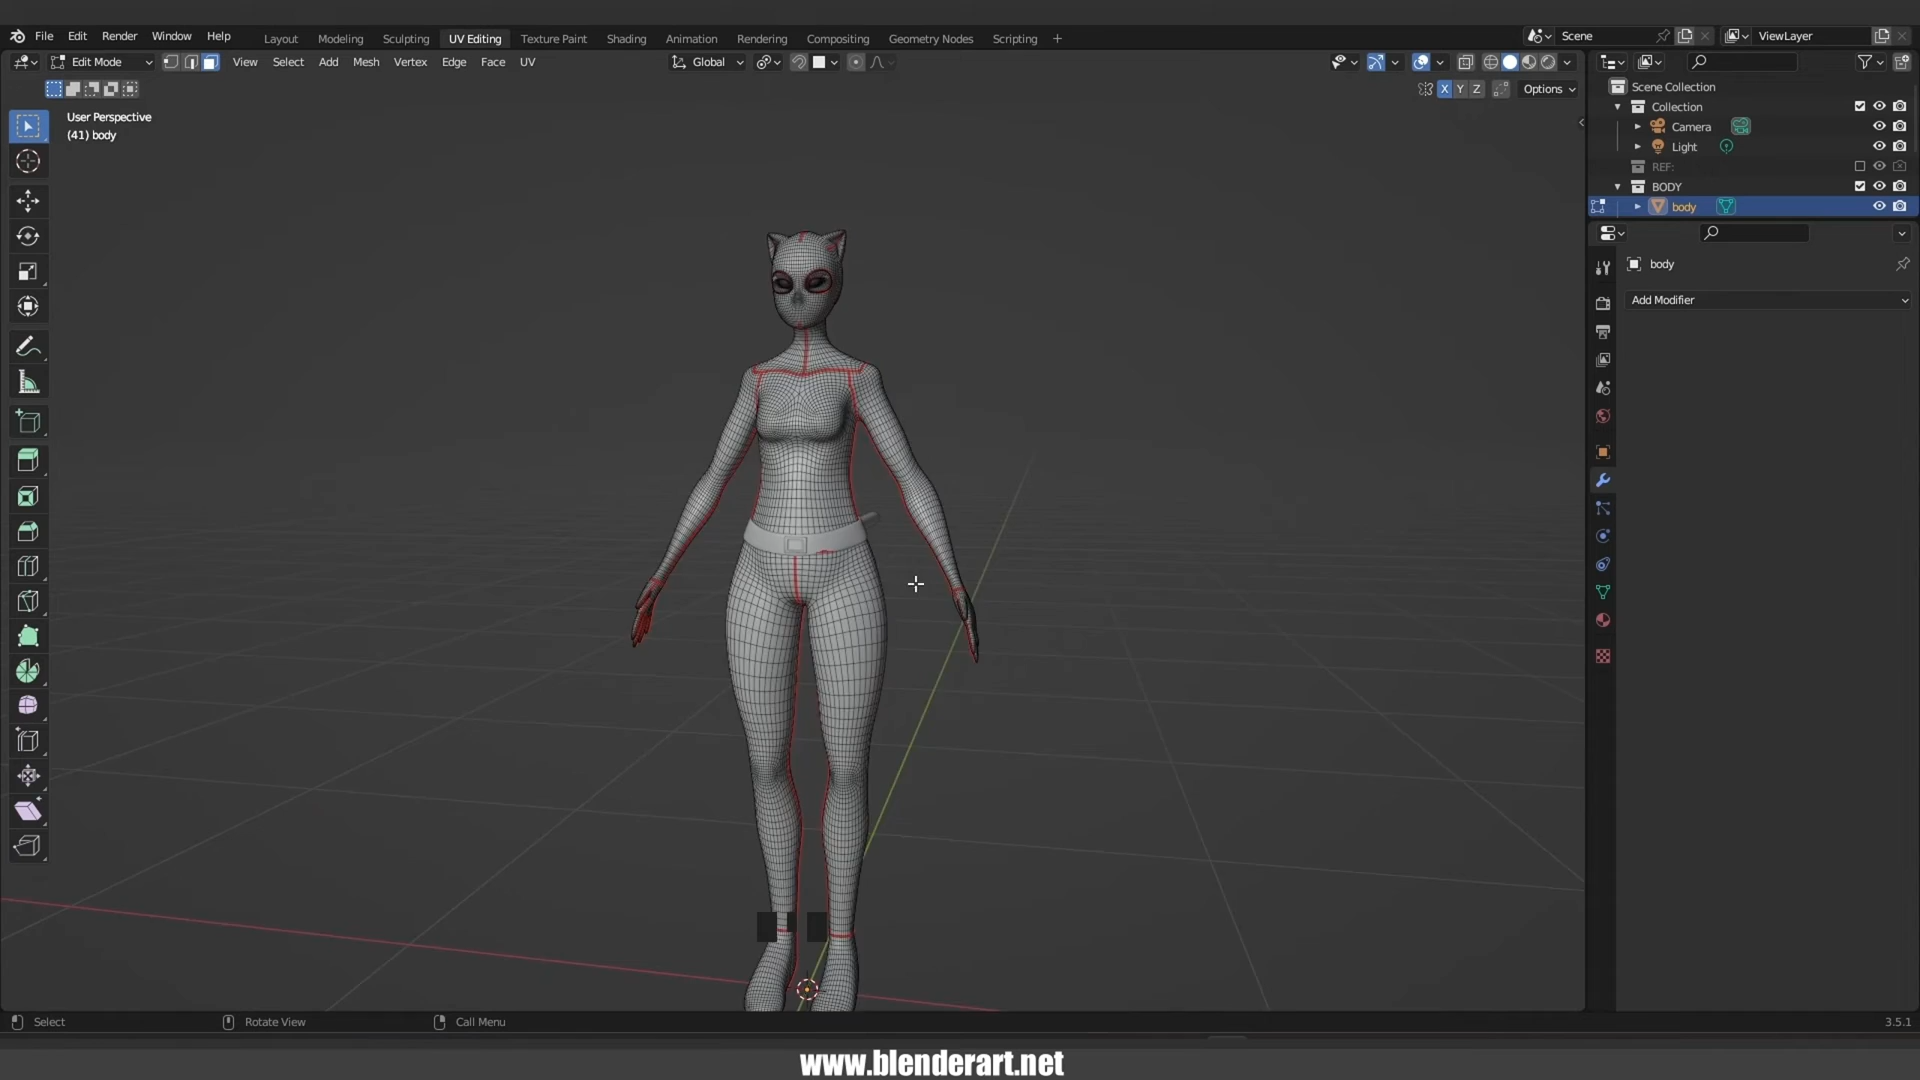 File Edit Render Window Help
Layout Modeling Sculpting UV Editing Texture Paint Shading Animation Rendering Compositing Geometry Nodes Scripting +
Scene ViewLayer
Edit Mode View Select Add Mesh Vertex Edge Face UV Global
X Y Z Options
User Perspective
(41) body
Scene Collection
Collection
Camera
Light
REF:
BODY
body
body
Add Modifier
Select Rotate View Call Menu 3.5.1
www.blenderart.net